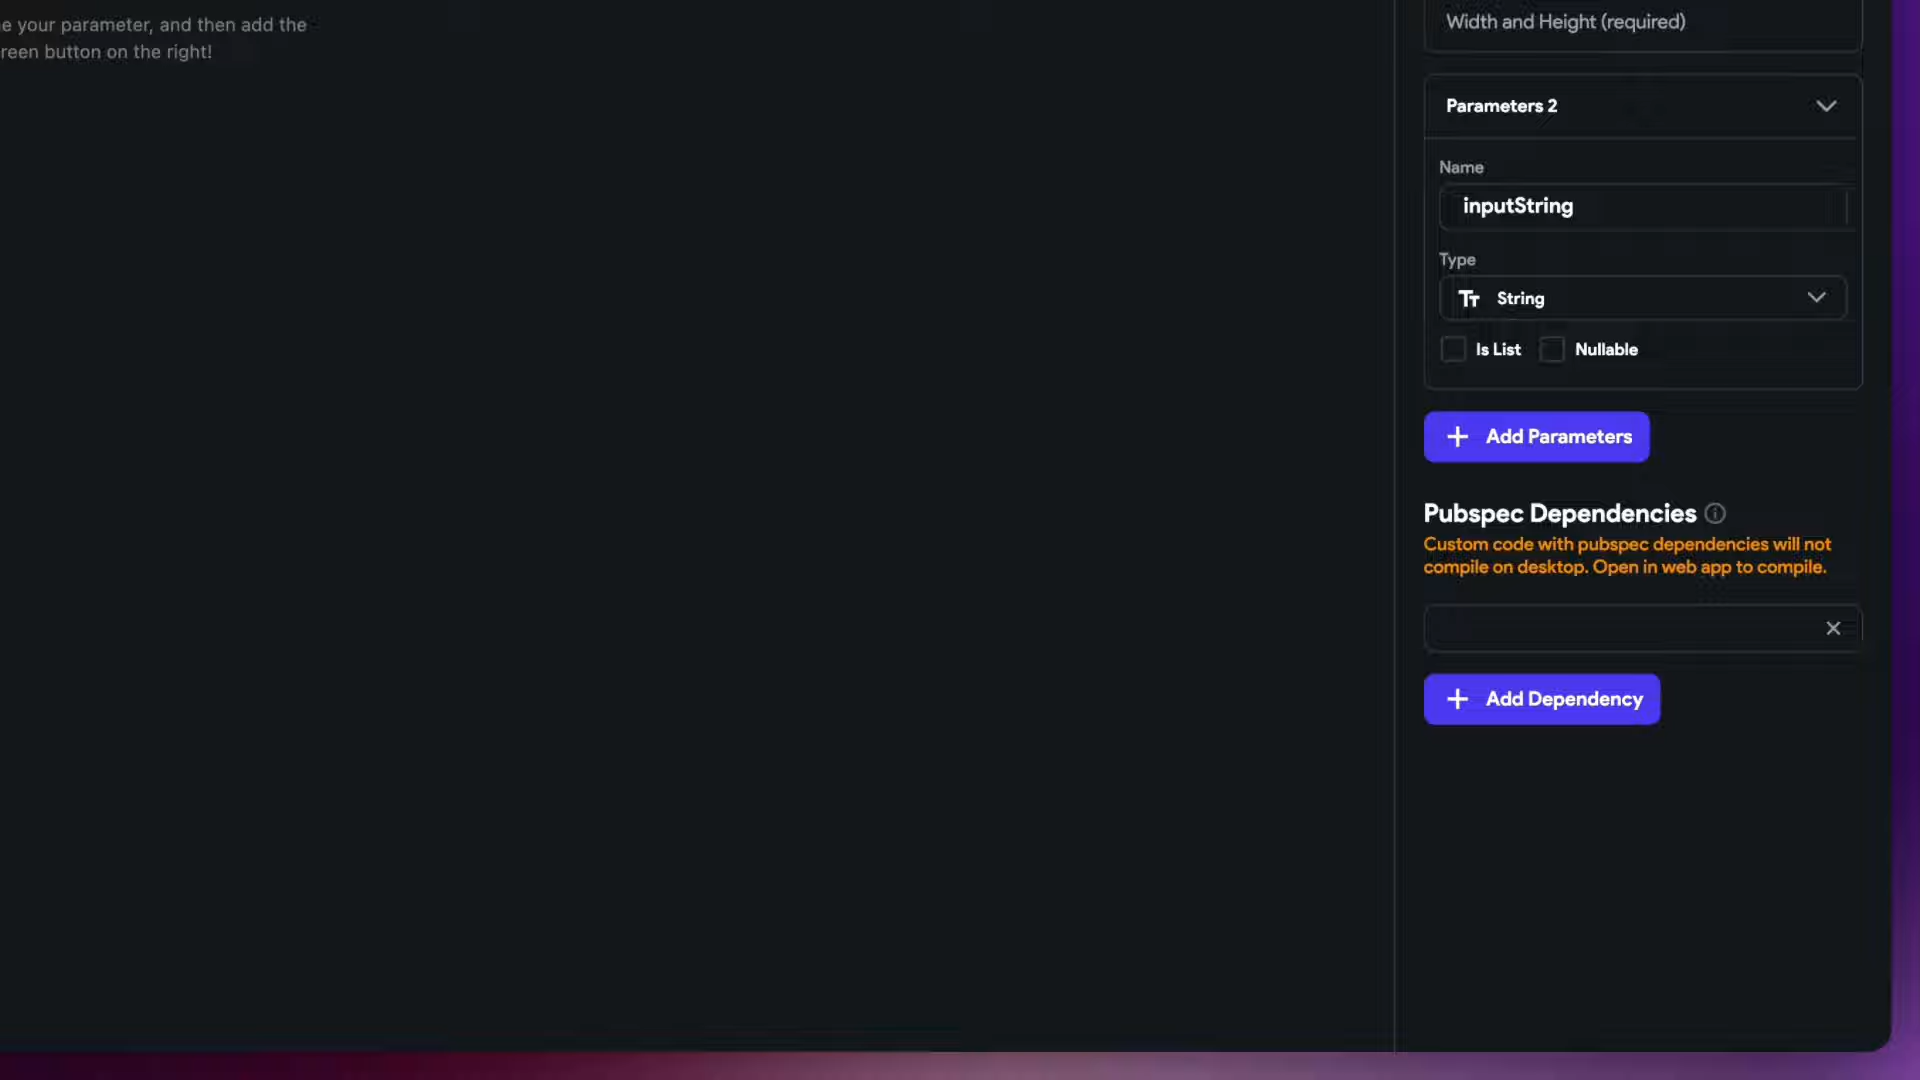 e your parameter, and then add the
reen button on the right!
Width and Height (required)
Parameters 2
Name
inputString
Type
Tт String
Is List Nullable
+ Add Parameters
Pubspec Dependencies
Custom code with pubspec dependencies will not
compile on desktop. Open in web app to compile.
+ Add Dependency